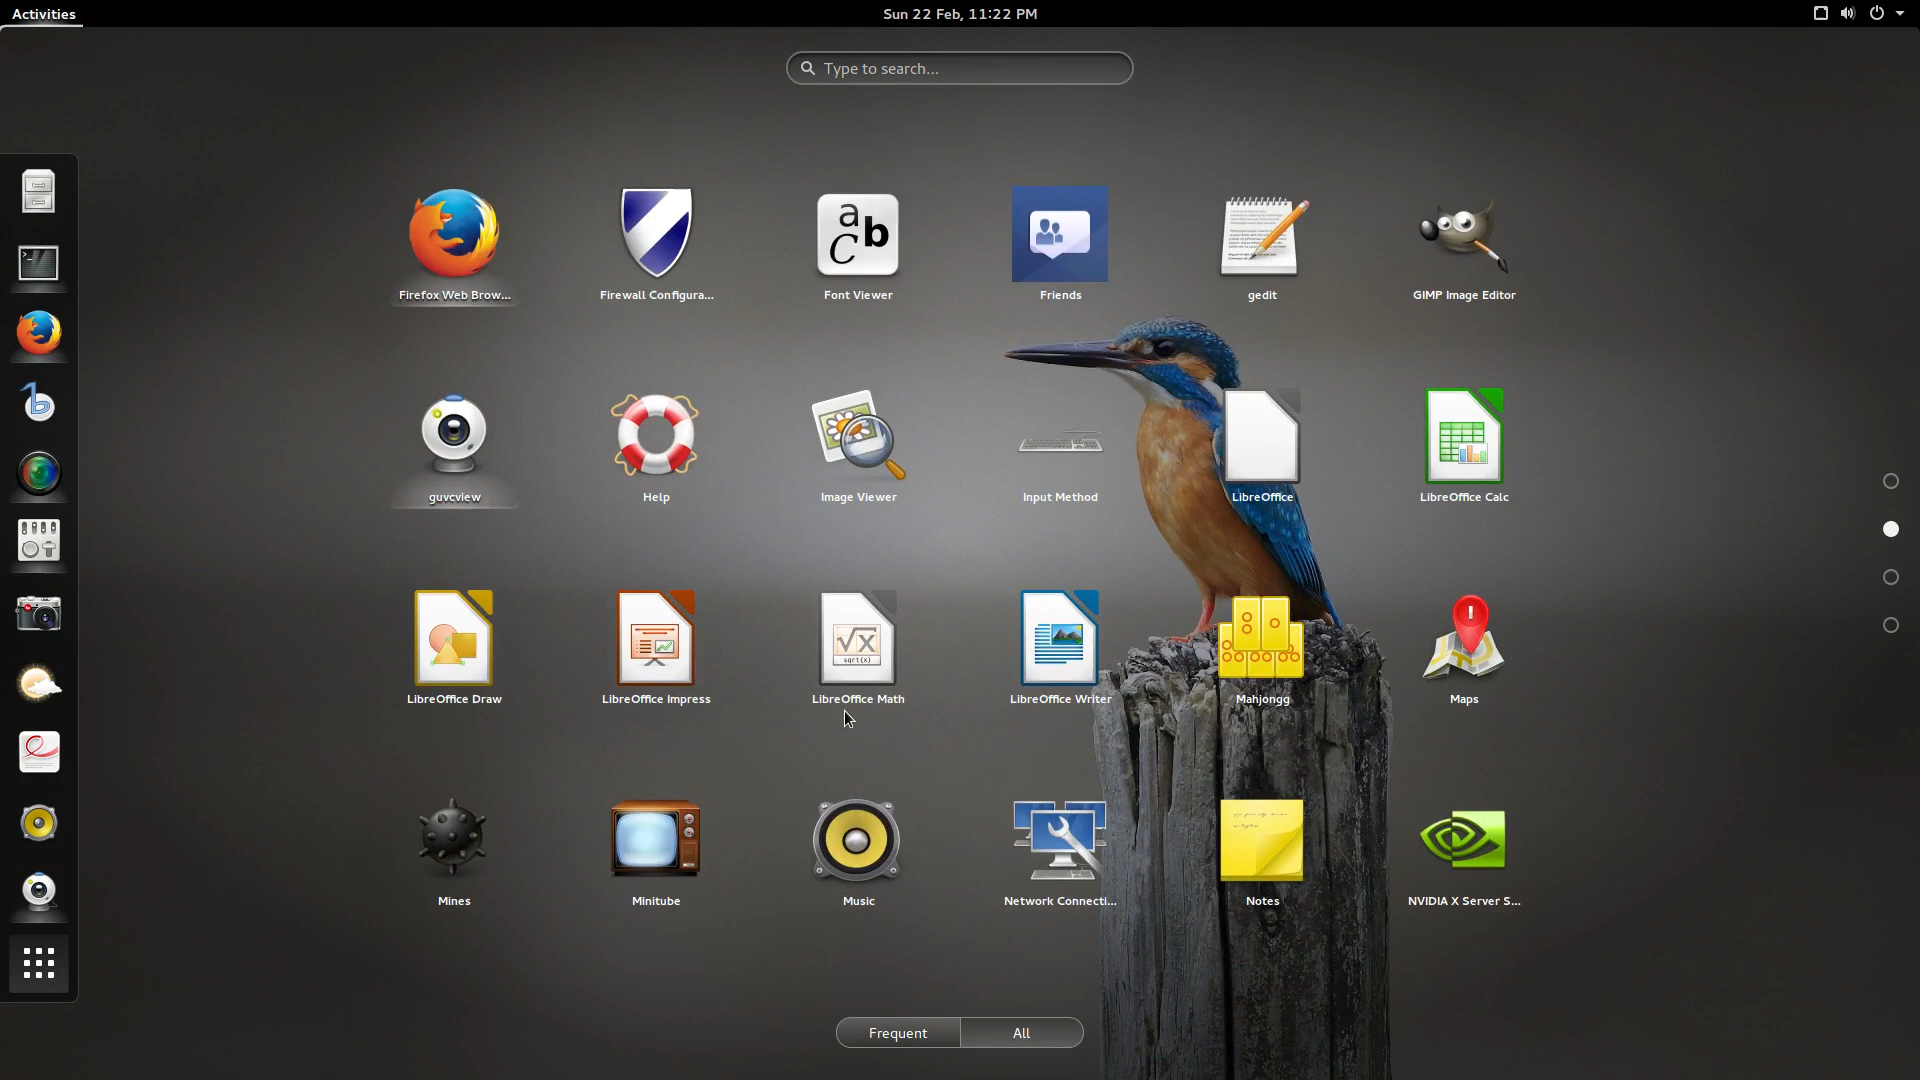 Activities
Sun 22 Feb, 11:22 PM
Type to search...
Firefox Web Brow...
Firewall Configura...
Font Viewer
Friends
gedit
GIMP Image Editor
guvcview
Help
Image Viewer
Input Method
LibreOffice
LibreOffice Calc
LibreOffice Draw
LibreOffice Impress
LibreOffice Math
LibreOffice Writer
Mahjongg
Maps
Mines
Minitube
Music
Network Connecti...
Notes
NVIDIA X Server S...
a
b
C
√x
sqrt(x)
Frequent
All